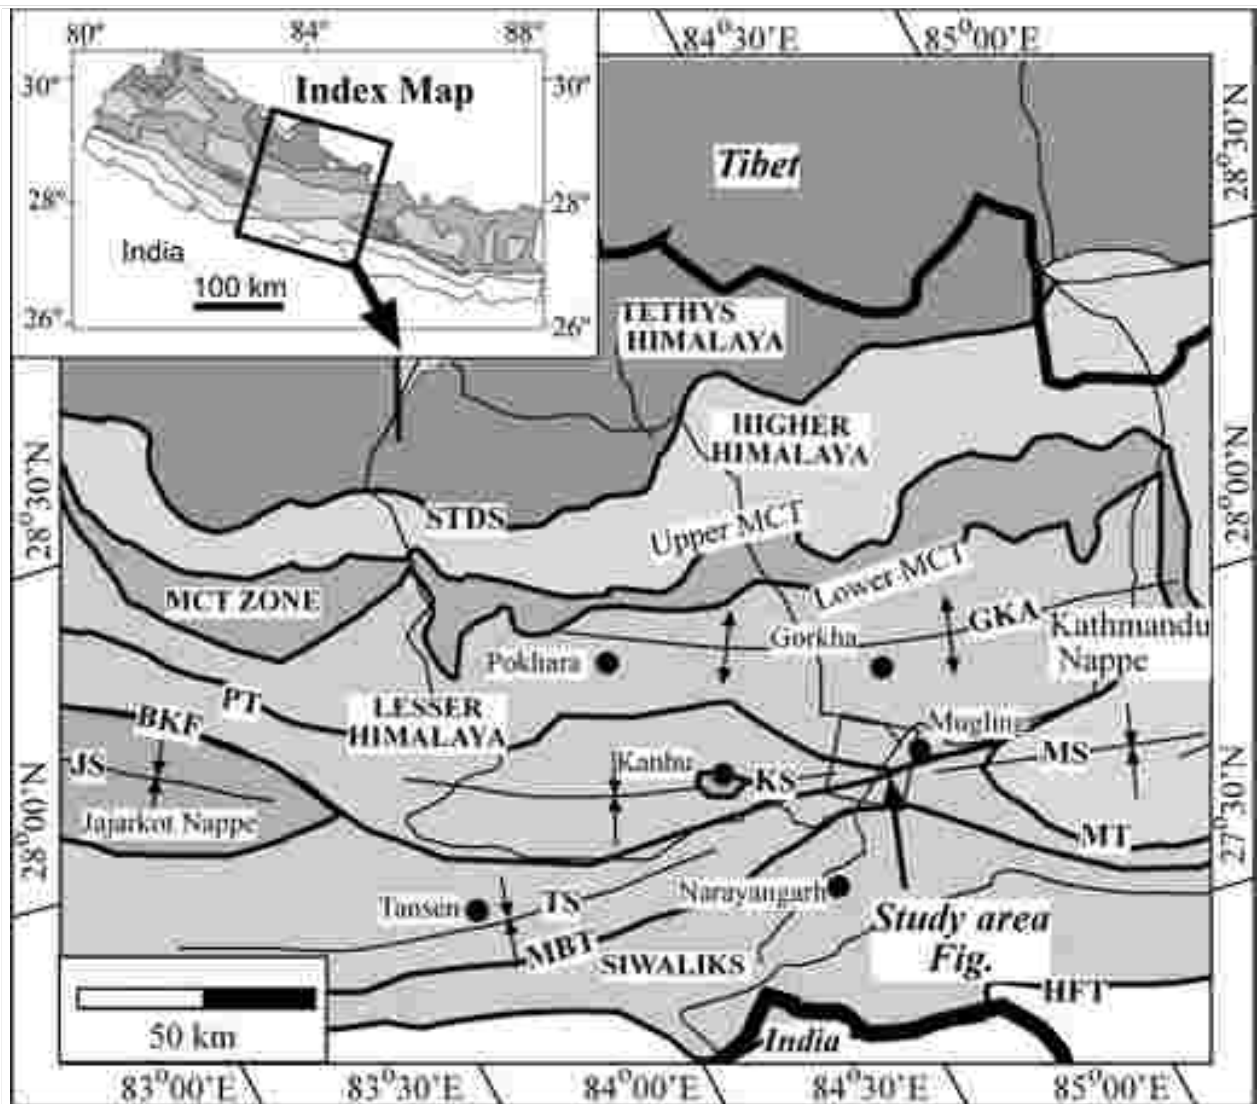 80°
84°
88°
84°30'E
85°00'E
30°
Index Map
30°
28°30'N
Tibet
28°
28°
India
100 km
26°
26°
TETHYS
HIMALAYA
HIGHER
HIMALAYA
28°30'N
28°00'N
STDS
Upper MCT
Lower MCT
MCT ZONE
GKA
Gorkha
Kathmandu
Nappe
Pokhara
PT
LESSER
HIMALAYA
BKF
Mugling
MS
JS
Kanhu
KS
Jajarkot Nappe
28°00'N
27°30'N
MT
Tansen
TS
Narayangarh
MBT
SIWALIKS
Study area
Fig.
HFT
50 km
India
83°00'E
83°30'E
84°00'E
84°30'E
85°00'E